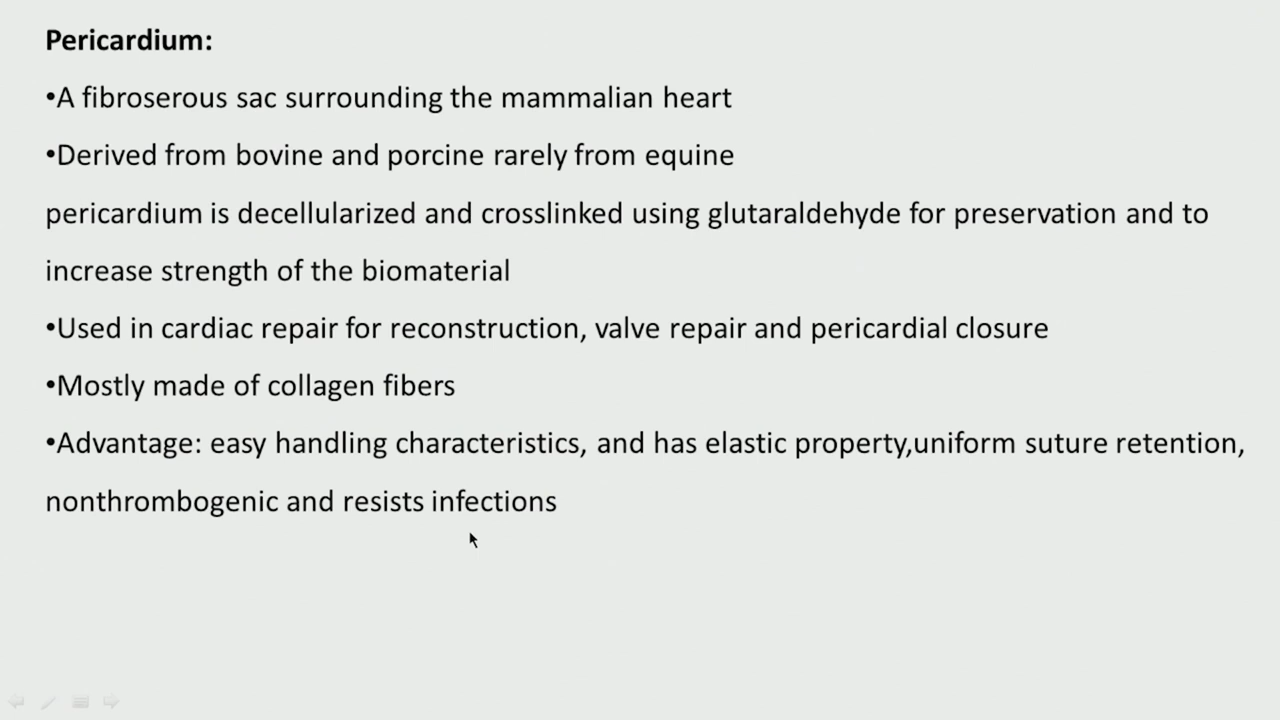 Pericardium:
•A fibroserous sac surrounding the mammalian heart
•Derived from bovine and porcine rarely from equine
pericardium is decellularized and crosslinked using glutaraldehyde for preservation and to
increase strength of the biomaterial
•Used in cardiac repair for reconstruction, valve repair and pericardial closure
•Mostly made of collagen fibers
•Advantage: easy handling characteristics, and has elastic property,uniform suture retention,
nonthrombogenic and resists infections